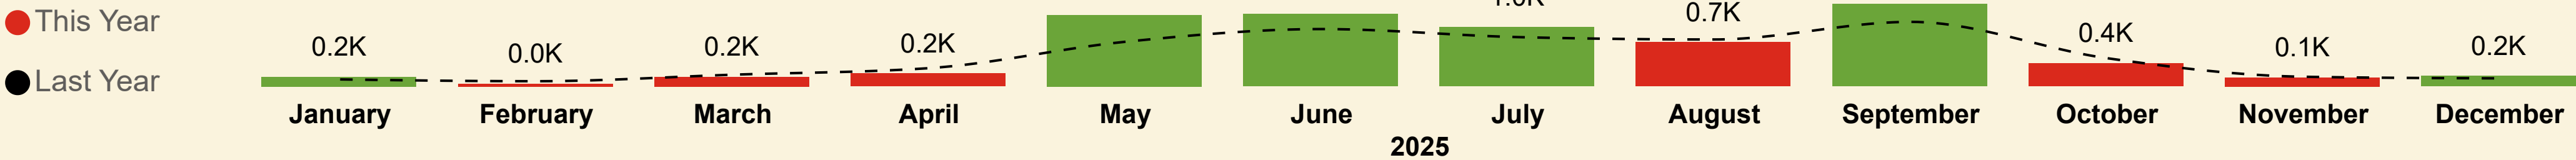 This Year
Last Year
0.2K 0.0K 0.2K 0.2K 0.7K 0.4K 0.1K 0.2K
January February March April May June July August September October November December
2025